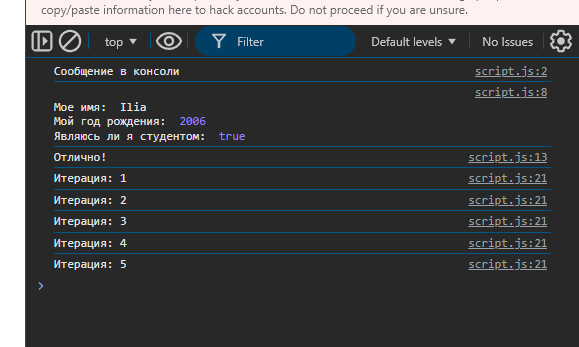 copy/paste information here to hack accounts. Do not proceed if you are unsure.
top Filter Default levels No Issues
Сообщение в консоли script.js:2
script.js:8
Мое имя: Ilia
Мой год рождения: 2006
Являюсь ли я студентом: true
Отлично! script.js:13
Итерация: 1 script.js:21
Итерация: 2 script.js:21
Итерация: 3 script.js:21
Итерация: 4 script.js:21
Итерация: 5 script.js:21
>